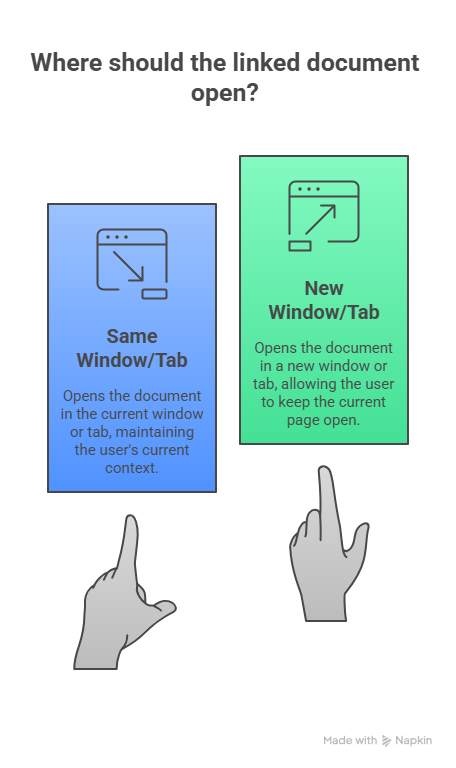 Where should the linked document
open?
Same
Window/Tab
Opens the document
in the current window
or tab, maintaining
the user's current
context.
New
Window/Tab
Opens the document
in a new window or
tab, allowing the user
to keep the current
page open.
Made with Napkin